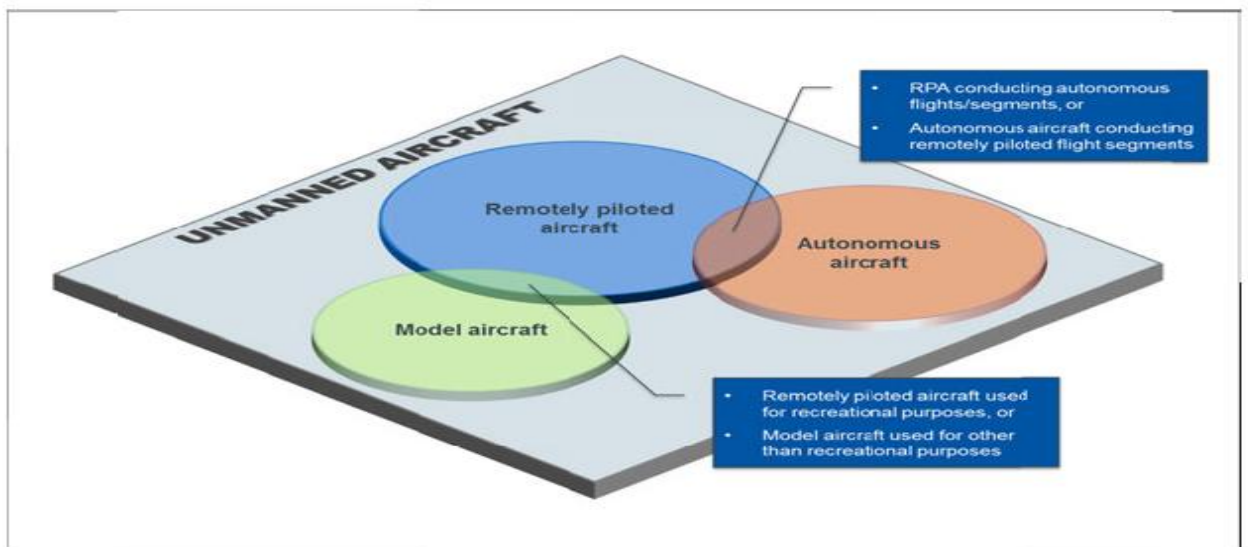 UNMANNED AIRCRAFT
• RPA conducting autonomous
flights/segments, or
• Autonomous aircraft conducting
remotely piloted flight segments
Remotely piloted
aircraft
Autonomous
aircraft
Model aircraft
• Remotely piloted aircraft used
for recreational purposes, or
• Model aircraft used for other
than recreational purposes